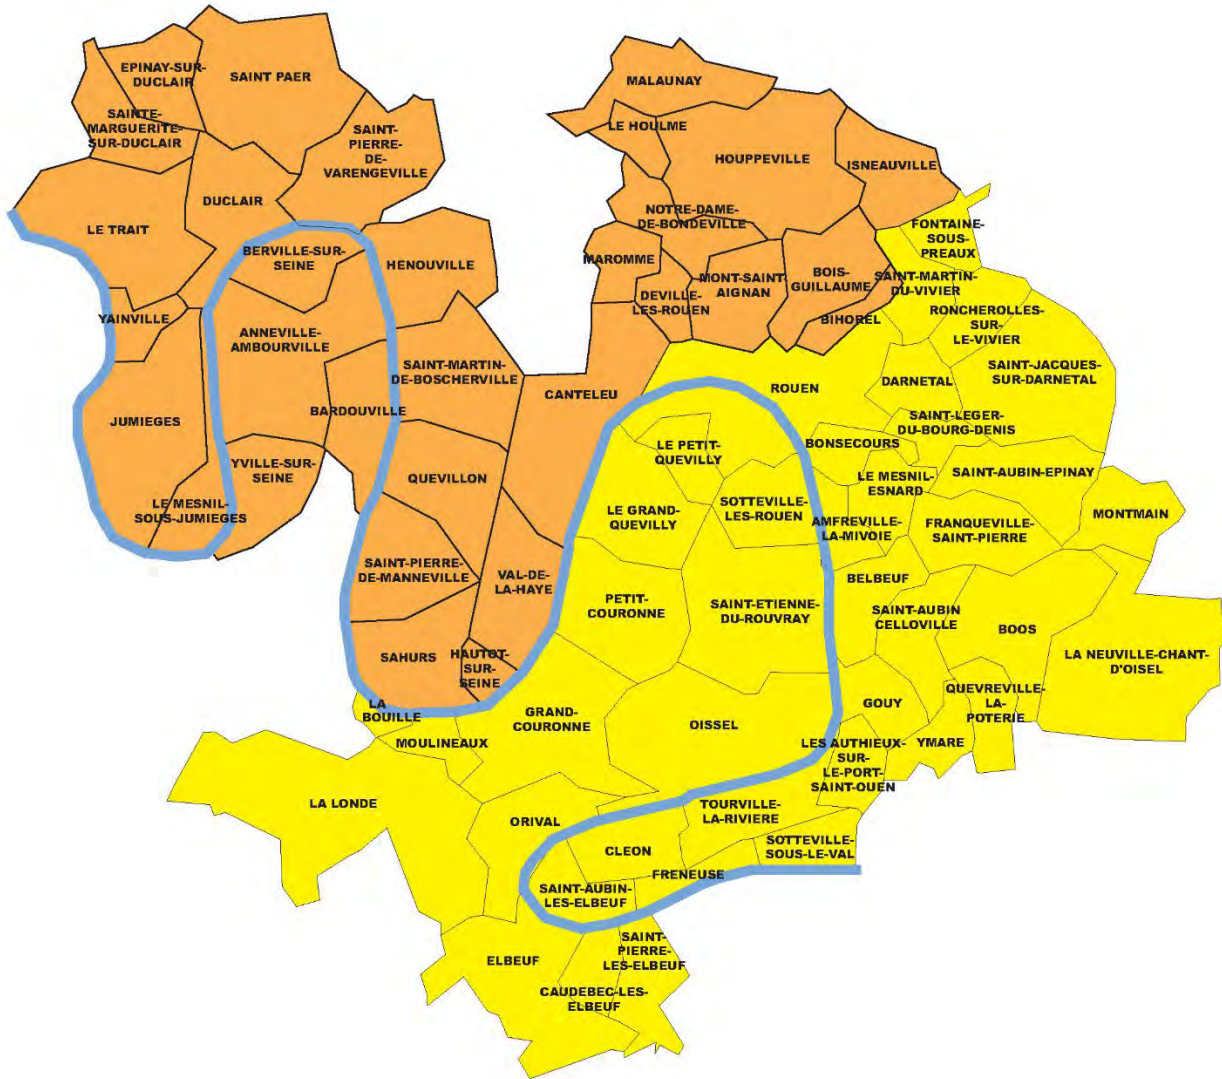 EPINAY-SUR-
DUCLAIR
SAINT PAER
SAINTE-
MARGUERITE-
SUR-DUCLAIR
SAINT-
PIERRE-
DE-
VARENGEVILLE
DUCLAIR
LE TRAIT
BERVILLE-SUR-
SEINE
HENOUVILLE
YAINVILLE
ANNEVILLE-
AMBOURVILLE
SAINT-MARTIN-
DE-BOSCHERVILLE
BARDOUVILLE
JUMIEGES
YVILLE-SUR-
SEINE
LE MESNIL-
SOUS-JUMIEGES
QUEVILLON
CANTELEU
SAINT-PIERRE-
DE-MANNEVILLE
VAL-DE-
LA-HAYE
SAHURS
HAUTOT-
SUR-
SEINE
MALAUNAY
LE HOULME
HOUPPEVILLE
ISNEAUVILLE
NOTRE-DAME-
DE-BONDEVILLE
MAROMME
DEVILLE-
LES-ROUEN
MONT-SAINT
AIGNAN
BOIS-
GUILLAUME
BIHOREL
FONTAINE-
SOUS-
PREAUX
SAINT-MARTIN-
DU-VIVIER
RONCHEROLLES-
SUR-
LE-VIVIER
SAINT-JACQUES-
SUR-DARNETAL
ROUEN
DARNETAL
SAINT-LEGER-
DU-BOURG-DENIS
BONSECOURS
LE PETIT-
QUEVILLY
LE MESNIL-
ESNARD
SAINT-AUBIN-EPINAY
LE GRAND-
QUEVILLY
SOTTEVILLE-
LES-ROUEN
AMFREVILLE-
LA-MIVOIE
FRANQUEVILLE-
SAINT-PIERRE
MONTMAIN
BELBEUF
PETIT-
COURONNE
SAINT-ETIENNE-
DU-ROUVRAY
SAINT-AUBIN
CELLOVILLE
BOOS
LA NEUVILLE-CHANT-
D'OISEL
QUEVREVILLE-
LA-
POTERIE
GOUY
YMARE
LES AUTHIEUX-
SUR-
LE-PORT-
SAINT-OUEN
LA
BOUILLE
MOULINEAUX
GRAND-
COURONNE
OISSEL
LA LONDE
ORIVAL
TOURVILLE-
LA-RIVIERE
CLEON
SOTTEVILLE-
SOUS-LE-VAL
FRENEUSE
SAINT-AUBIN-
LES-ELBEUF
ELBEUF
SAINT-
PIERRE-
LES-ELBEUF
CAUDEBEC-LES-
ELBEUF